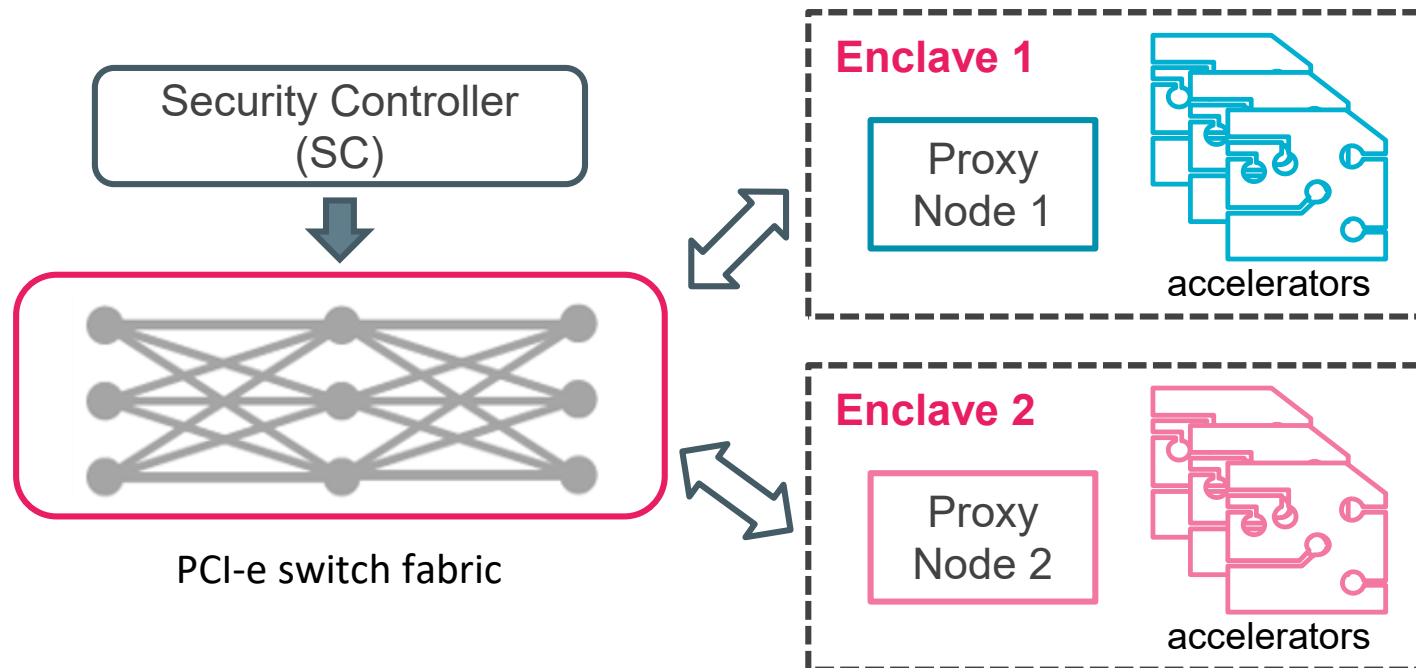 Security Controller
(SC)
PCI-e switch fabric
Enclave 1
Proxy
Node 1
accelerators
Enclave 2
Proxy
Node 2
accelerators